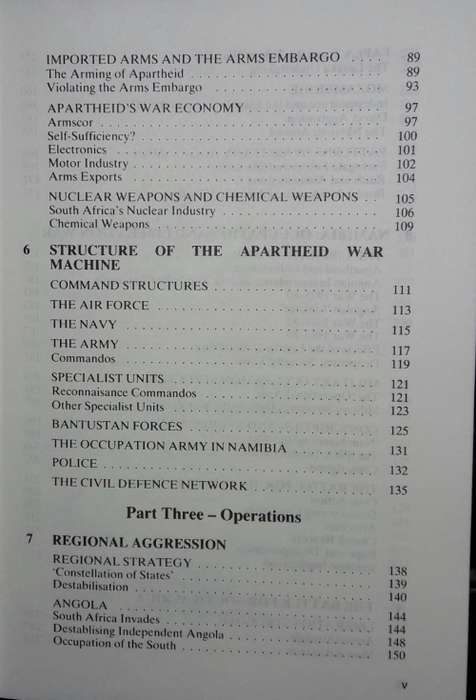 IMPORTED ARMS AND THE ARMS EMBARGO . . . . 89
The Arming of Apartheid . . . . . . . . . . . . . . . . . . . . 89
Violating the Arms Embargo . . . . . . . . . . . . . . . . . 93
APARTHEID'S WAR ECONOMY . . . . . . . . . . . . . . 97
Armscor . . . . . . . . . . . . . . . . . . . . . . . . . . . . 97
Self-Sufficiency? . . . . . . . . . . . . . . . . . . . . . . . . 100
Electronics . . . . . . . . . . . . . . . . . . . . . . . . . . . 101
Motor Industry . . . . . . . . . . . . . . . . . . . . . . . . . 102
Arms Exports . . . . . . . . . . . . . . . . . . . . . . . . . . 104
NUCLEAR WEAPONS AND CHEMICAL WEAPONS . . 105
South Africa's Nuclear Industry . . . . . . . . . . . . . . . . 106
Chemical Weapons . . . . . . . . . . . . . . . . . . . . . . . 109
6 STRUCTURE OF THE APARTHEID WAR
MACHINE
COMMAND STRUCTURES . . . . . . . . . . . . . . . . . 111
THE AIR FORCE . . . . . . . . . . . . . . . . . . . . . . . 113
THE NAVY . . . . . . . . . . . . . . . . . . . . . . . . . . 115
THE ARMY . . . . . . . . . . . . . . . . . . . . . . . . . . 117
Commandos . . . . . . . . . . . . . . . . . . . . . . . . . . 119
SPECIALIST UNITS . . . . . . . . . . . . . . . . . . . . . 121
Reconnaisance Commandos . . . . . . . . . . . . . . . . . . 121
Other Specialist Units . . . . . . . . . . . . . . . . . . . . . 123
BANTUSTAN FORCES . . . . . . . . . . . . . . . . . . . . 125
THE OCCUPATION ARMY IN NAMIBIA . . . . . . . . . 131
POLICE . . . . . . . . . . . . . . . . . . . . . . . . . . . . 132
THE CIVIL DEFENCE NETWORK . . . . . . . . . . . . . 135
Part Three – Operations
7 REGIONAL AGGRESSION
REGIONAL STRATEGY . . . . . . . . . . . . . . . . . . . 138
'Constellation of States' . . . . . . . . . . . . . . . . . . . . 139
Destabilisation . . . . . . . . . . . . . . . . . . . . . . . . . 140
ANGOLA . . . . . . . . . . . . . . . . . . . . . . . . . . . 144
South Africa Invades . . . . . . . . . . . . . . . . . . . . . . 144
Destablising Independent Angola . . . . . . . . . . . . . . . 148
Occupation of the South . . . . . . . . . . . . . . . . . . . . 150
v